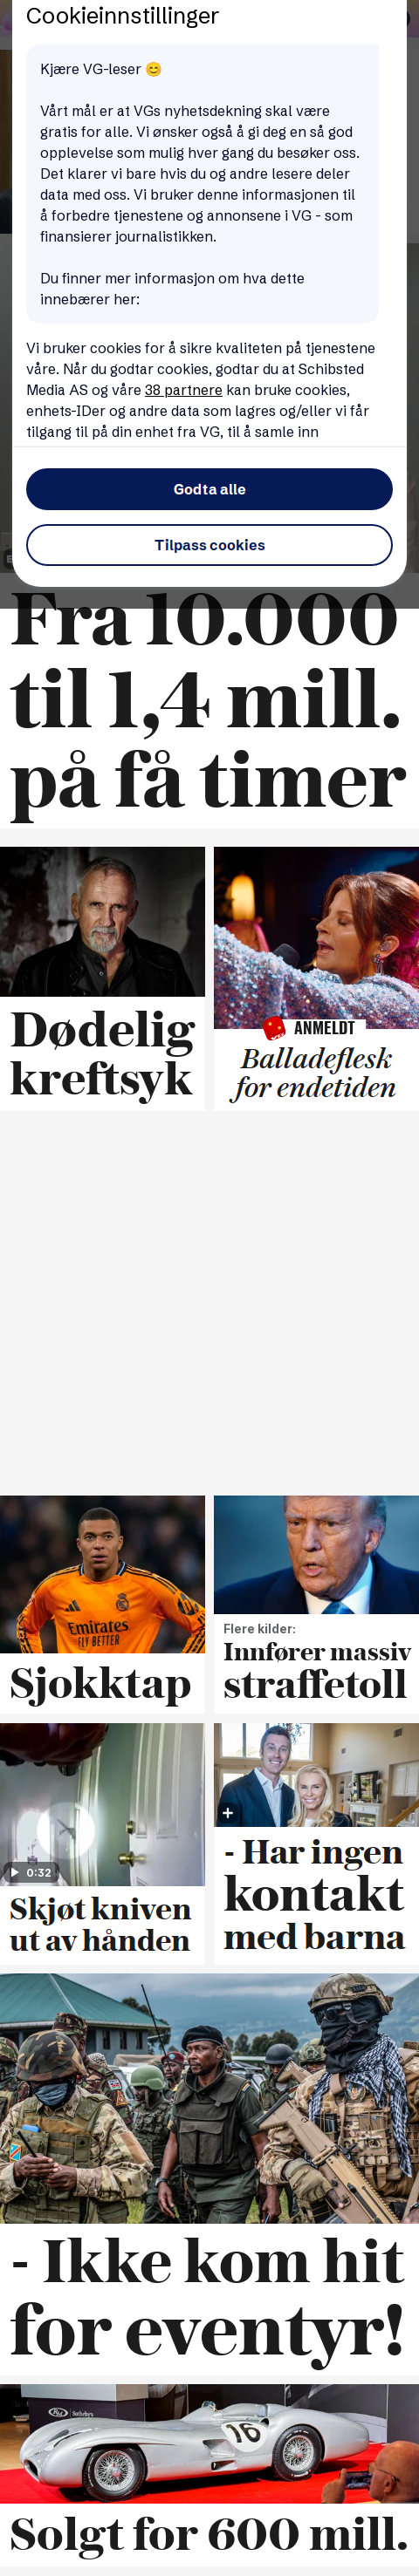 Cookieinnstillinger
Kjære VG-leser 😊
Vårt mål er at VGs nyhetsdekning skal være
gratis for alle. Vi ønsker også å gi deg en så god
opplevelse som mulig hver gang du besøker oss.
Det klarer vi bare hvis du og andre lesere deler
data med oss. Vi bruker denne informasjonen til
å forbedre tjenestene og annonsene i VG - som
finansierer journalistikken.
Du finner mer informasjon om hva dette
innebærer her:
Vi bruker cookies for å sikre kvaliteten på tjenestene
våre. Når du godtar cookies, godtar du at Schibsted
Media AS og våre 38 partnere kan bruke cookies,
enhets-IDer og andre data som lagres og/eller vi får
tilgang til på din enhet fra VG, til å samle inn
Godta alle
Tilpass cookies
Fra 10.000
til 1,4 mill.
på få timer
Dødelig
kreftsyk
ANMELDT
Balladeflesk
for endetiden
Emirates
FLY BETTER
Sjokktap
Flere kilder:
Innfører massiv
straffetoll
0:32
Skjøt kniven
ut av hånden
- Har ingen
kontakt
med barna
- Ikke kom hit
for eventyr!
RM Sotheby's
16
Solgt for 600 mill.